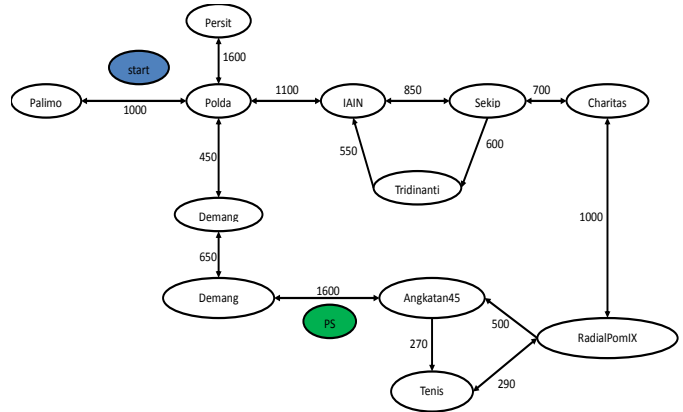 Persit
start
1600
Palimo
1000
Polda
1100
IAIN
850
Sekip
700
Charitas
450
550
600
Tridinanti
Demang
1000
650
Demang
1600
Angkatan45
PS
500
RadialPomIX
270
290
Tenis